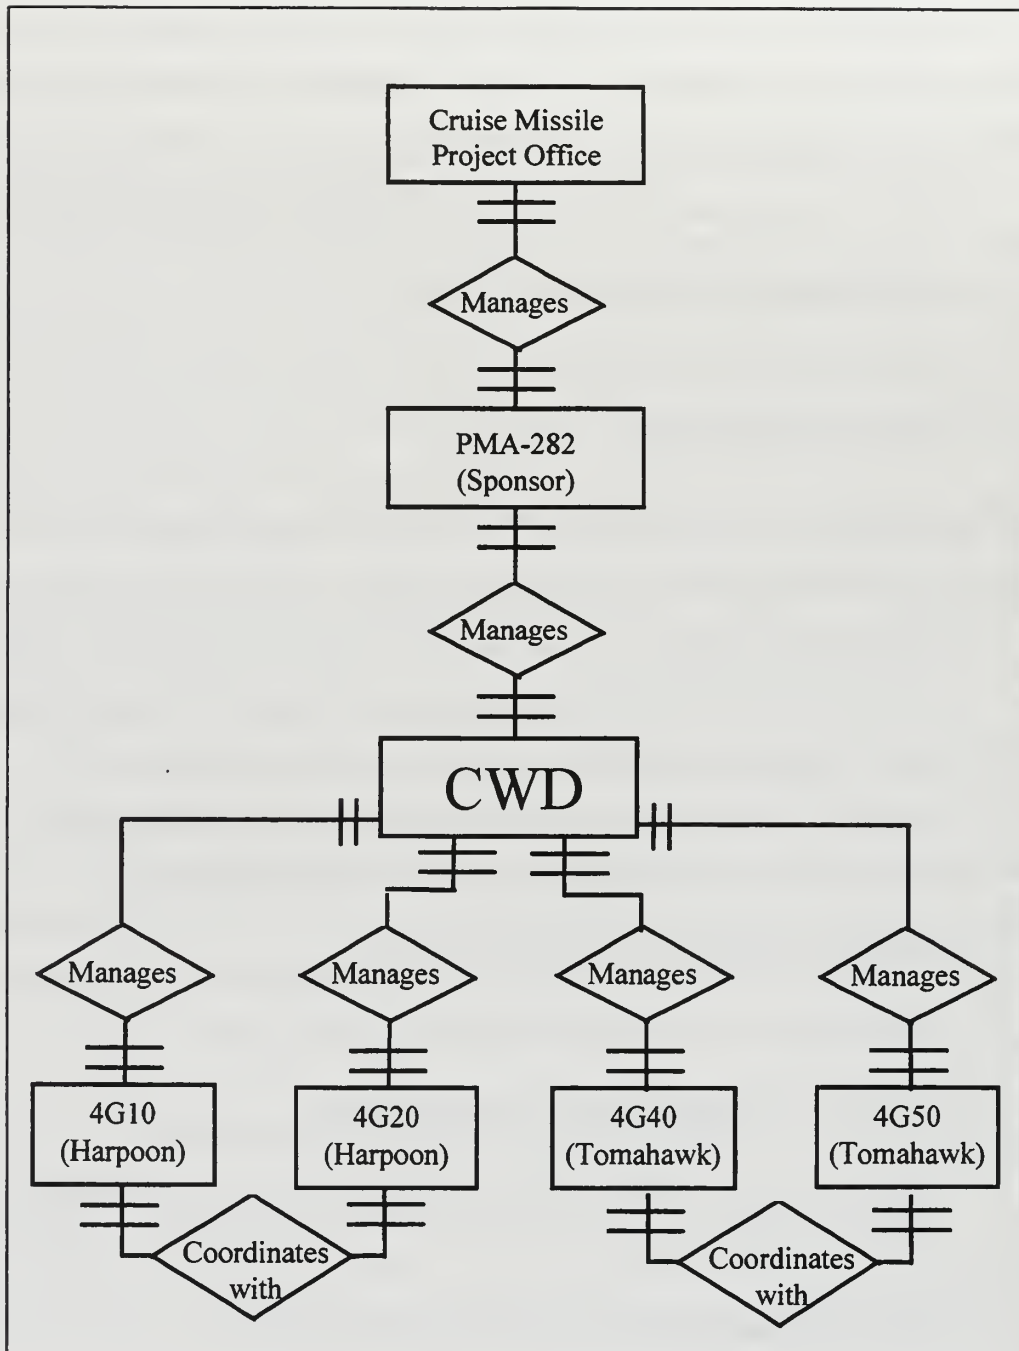 Cruise Missile
Project Office
Manages
PMA-282
(Sponsor)
Manages
CWD
Manages
Manages
Manages
Manages
4G10
(Harpoon)
4G20
(Harpoon)
4G40
(Tomahawk)
4G50
(Tomahawk)
Coordinates
with
Coordinates
with